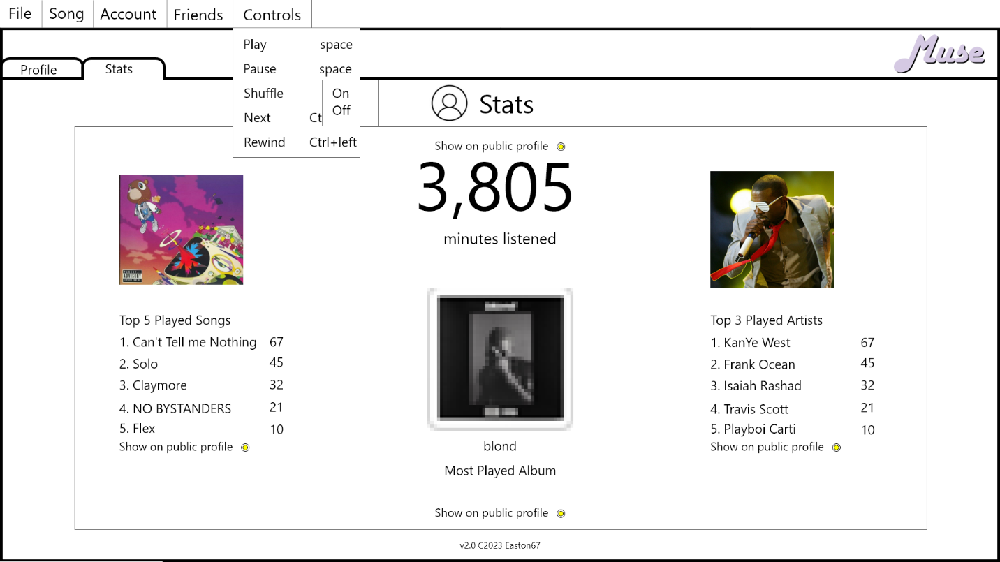 File Song Account Friends Controls
Play space
Pause space
Shuffle
On
Off
Next Ct
Rewind Ctrl+left
Muse
Profile Stats
Stats
Show on public profile
3,805
minutes listened
PARENTAL
ADVISORY
EXPLICIT CONTENT
Top 5 Played Songs
1. Can't Tell me Nothing 67
2. Solo 45
3. Claymore 32
4. NO BYSTANDERS 21
5. Flex 10
Show on public profile
blond
Most Played Album
Show on public profile
Top 3 Played Artists
1. KanYe West 67
2. Frank Ocean 45
3. Isaiah Rashad 32
4. Travis Scott 21
5. Playboi Carti 10
Show on public profile
v2.0 C2023 Easton67